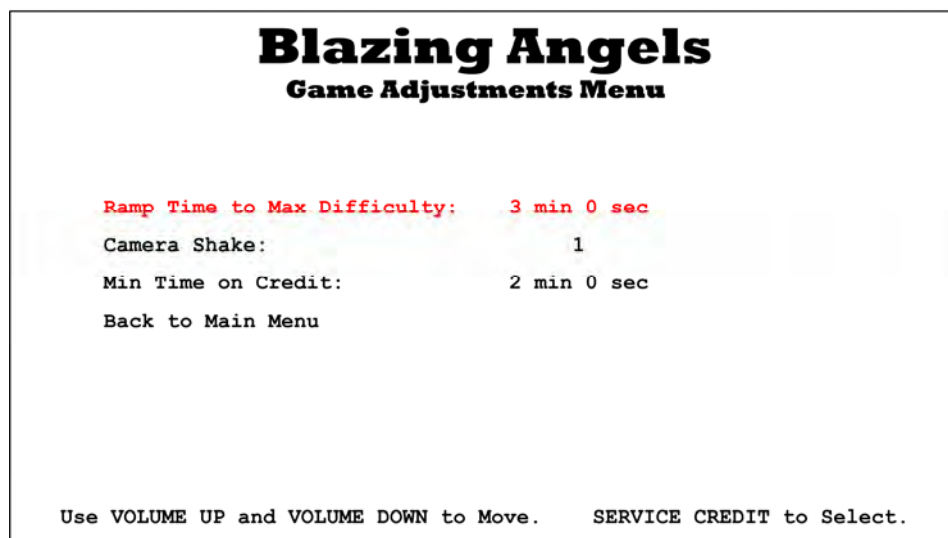 Blazing Angels
Game Adjustments Menu
Ramp Time to Max Difficulty: 3 min 0 sec
Camera Shake: 1
Min Time on Credit: 2 min 0 sec
Back to Main Menu
Use VOLUME UP and VOLUME DOWN to Move. SERVICE CREDIT to Select.